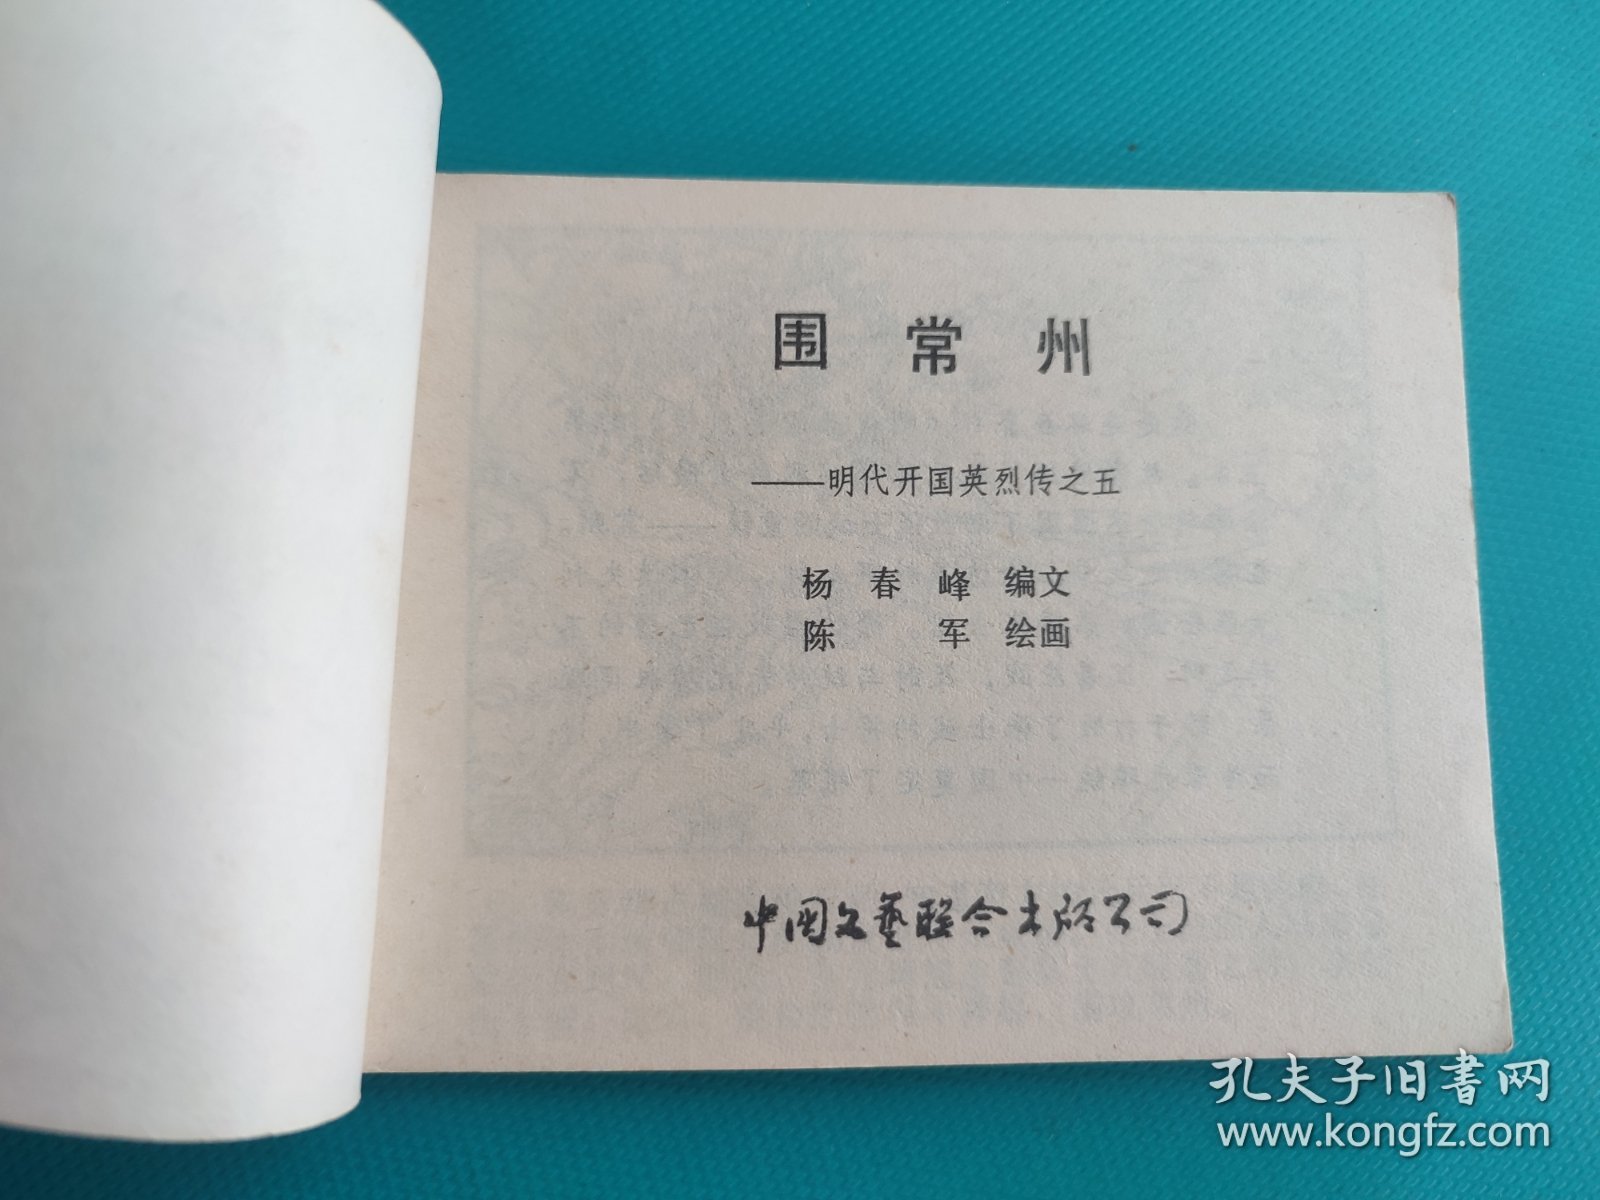 围常州
——明代开国英烈传之五
杨春峰 编文
陈军 绘画
中国文艺联合出版公司
孔夫子旧书网
www.kongfz.com